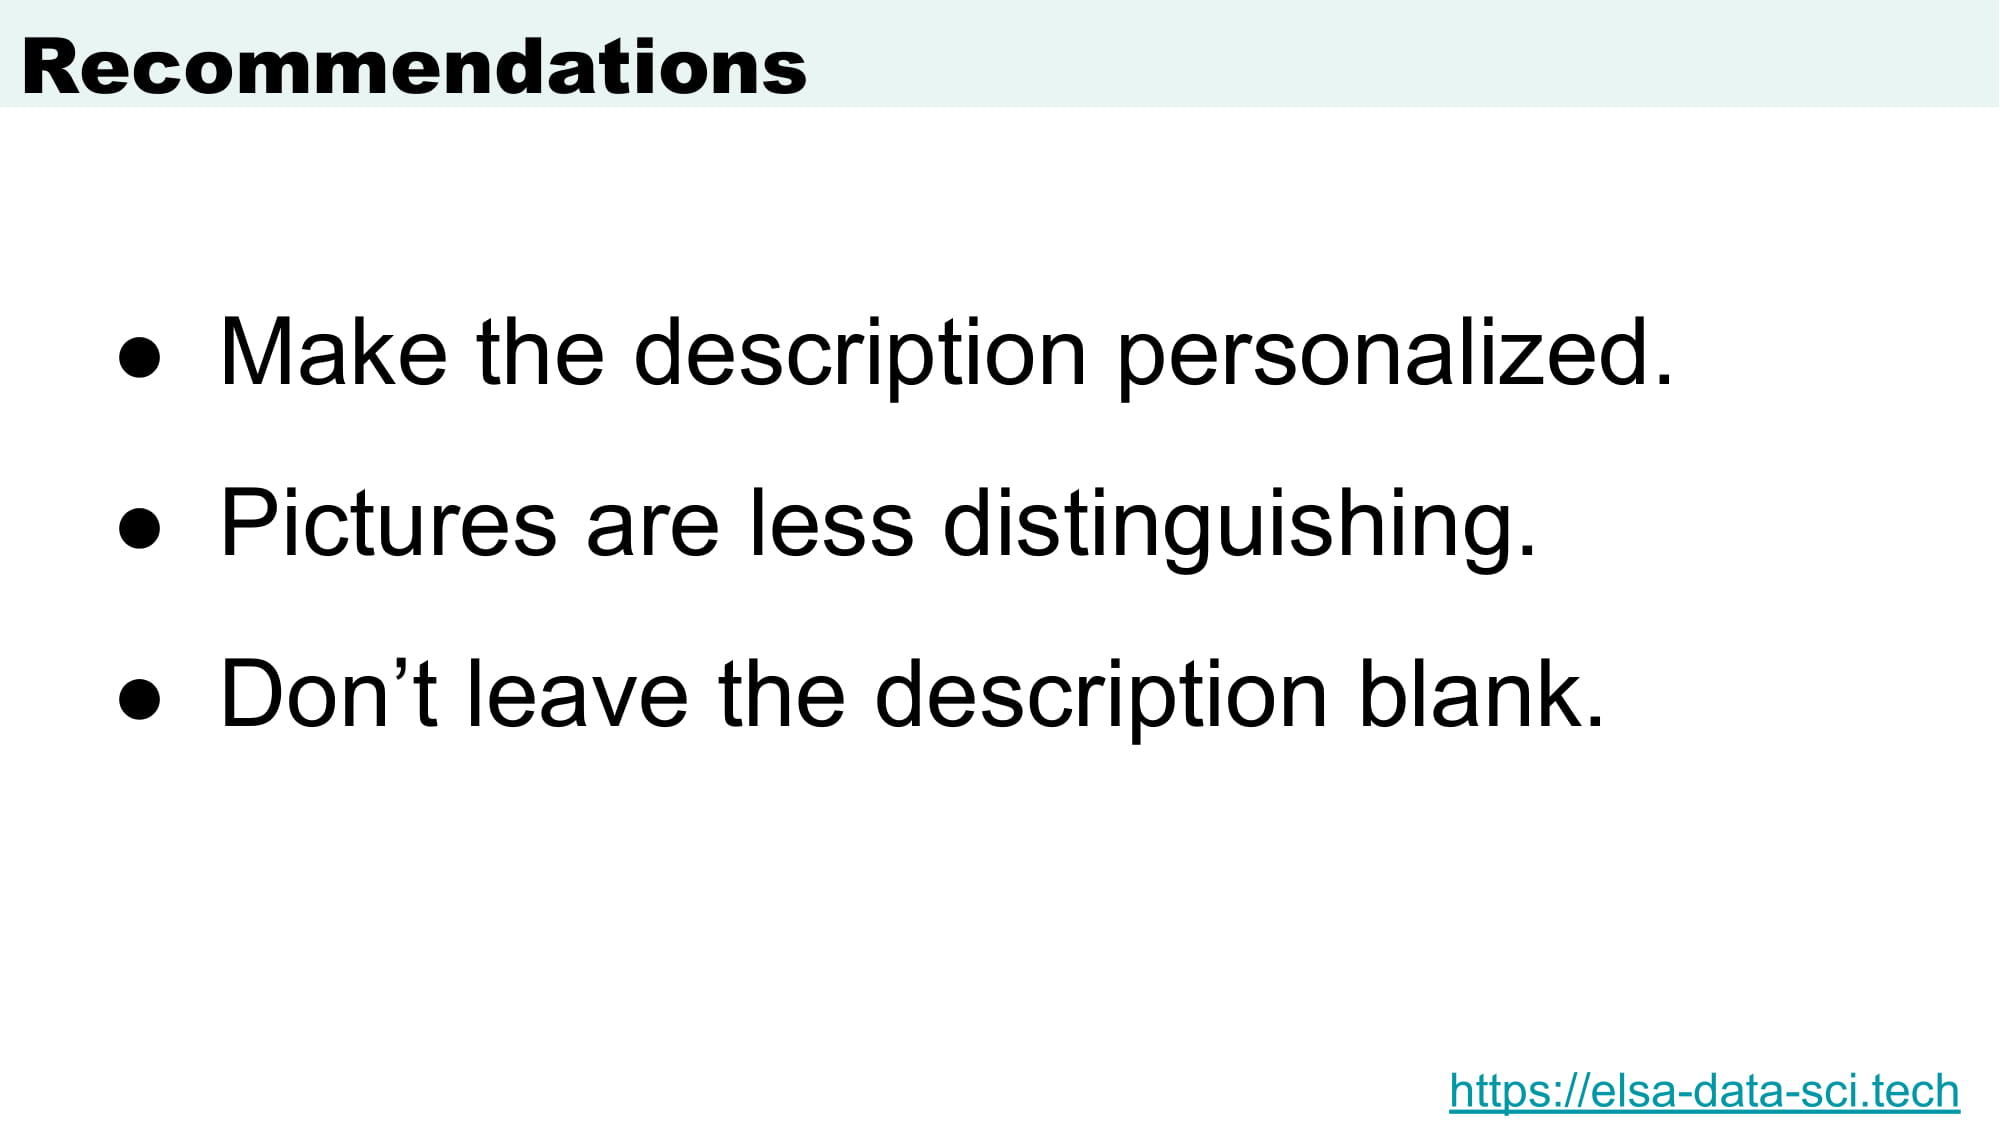 Recommendations
● Make the description personalized.
● Pictures are less distinguishing.
● Don’t leave the description blank.
https://elsa-data-sci.tech